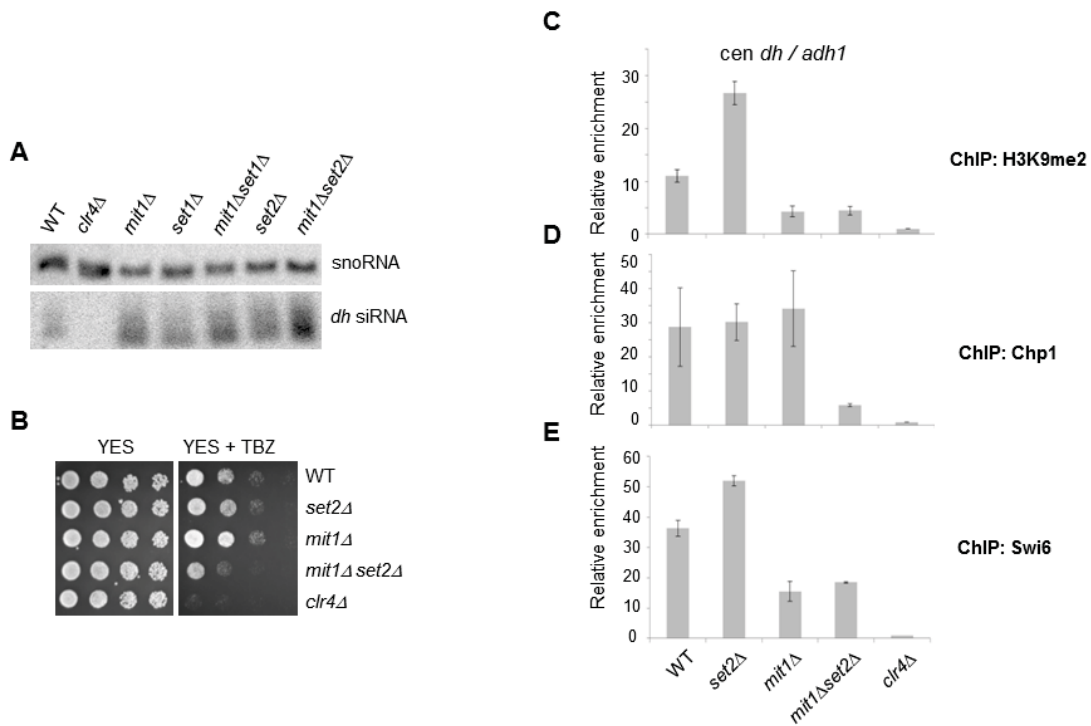 A
WT
clr4Δ
mit1Δ
set1Δ
mit1Δset1Δ
set2Δ
mit1Δset2Δ
snoRNA
dh siRNA
B
YES
YES + TBZ
WT
set2Δ
mit1Δ
mit1Δ set2Δ
clr4Δ
C
cen dh / adh1
Relative enrichment
30
20
10
0
ChIP: H3K9me2
D
Relative enrichment
50
40
30
20
10
0
ChIP: Chp1
E
Relative enrichment
60
50
40
30
20
10
0
ChIP: Swi6
WT
set2Δ
mit1Δ
mit1Δset2Δ
clr4Δ